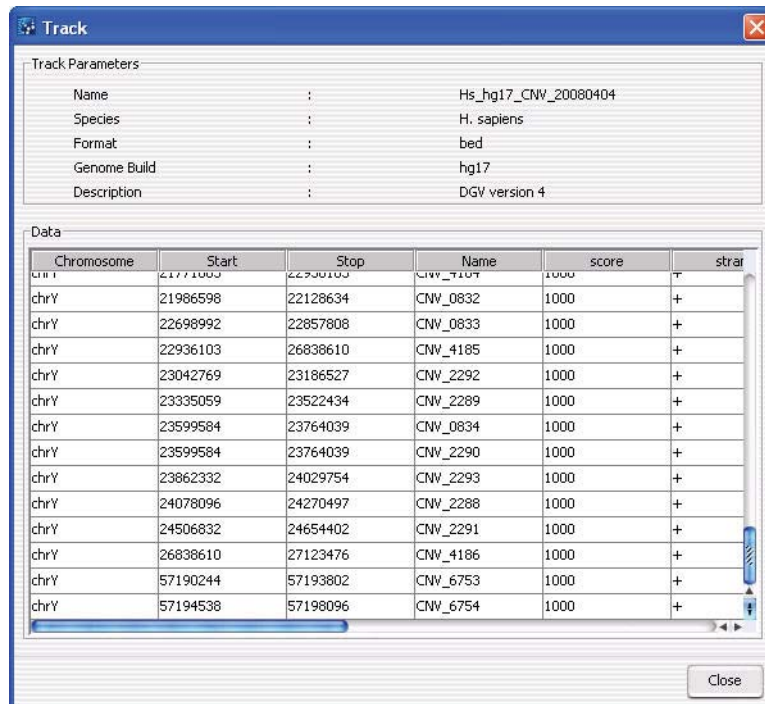 Track
Track Parameters
Name : Hs_hg17_CNV_20080404
Species : H. sapiens
Format : bed
Genome Build : hg17
Description : DGV version 4
Data
Chromosome Start Stop Name score stran
chrY 21986598 22128634 CNV_0832 1000 +
chrY 22698992 22857808 CNV_0833 1000 +
chrY 22936103 26838610 CNV_4185 1000 +
chrY 23042769 23186527 CNV_2292 1000 +
chrY 23335059 23522434 CNV_2289 1000 +
chrY 23599584 23764039 CNV_0834 1000 +
chrY 23599584 23764039 CNV_2290 1000 +
chrY 23862332 24029754 CNV_2293 1000 +
chrY 24078096 24270497 CNV_2288 1000 +
chrY 24506832 24654402 CNV_2291 1000 +
chrY 26838610 27123476 CNV_4186 1000 +
chrY 57190244 57193802 CNV_6753 1000 +
chrY 57194538 57198096 CNV_6754 1000 +
Close